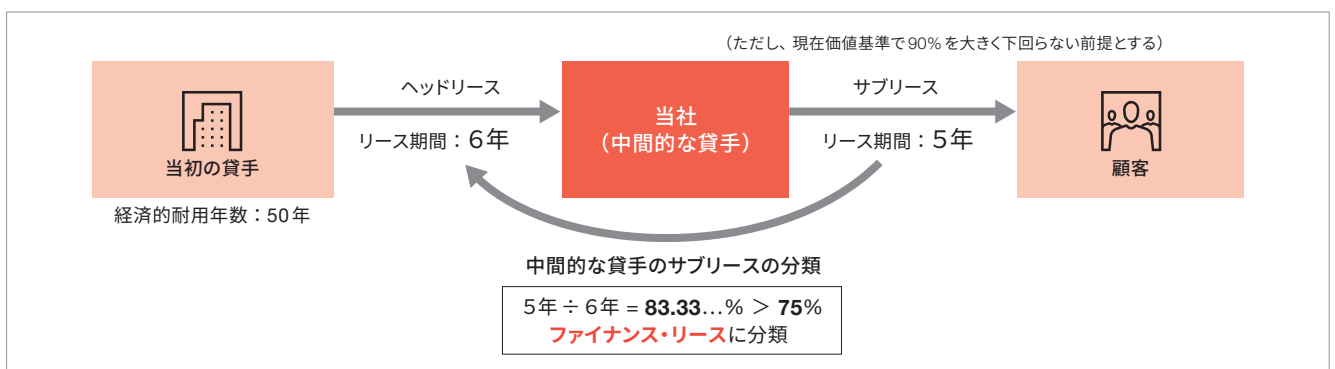 （ただし、現在価値基準で90%を大きく下回らない前提とする）
当初の貸手
経済的耐用年数：50年
ヘッドリース
リース期間：6年
当社
（中間的な貸手）
サブリース
リース期間：5年
顧客
中間的な貸手のサブリースの分類
5年÷6年 = 83.33...% ＞ 75%
ファイナンス・リースに分類